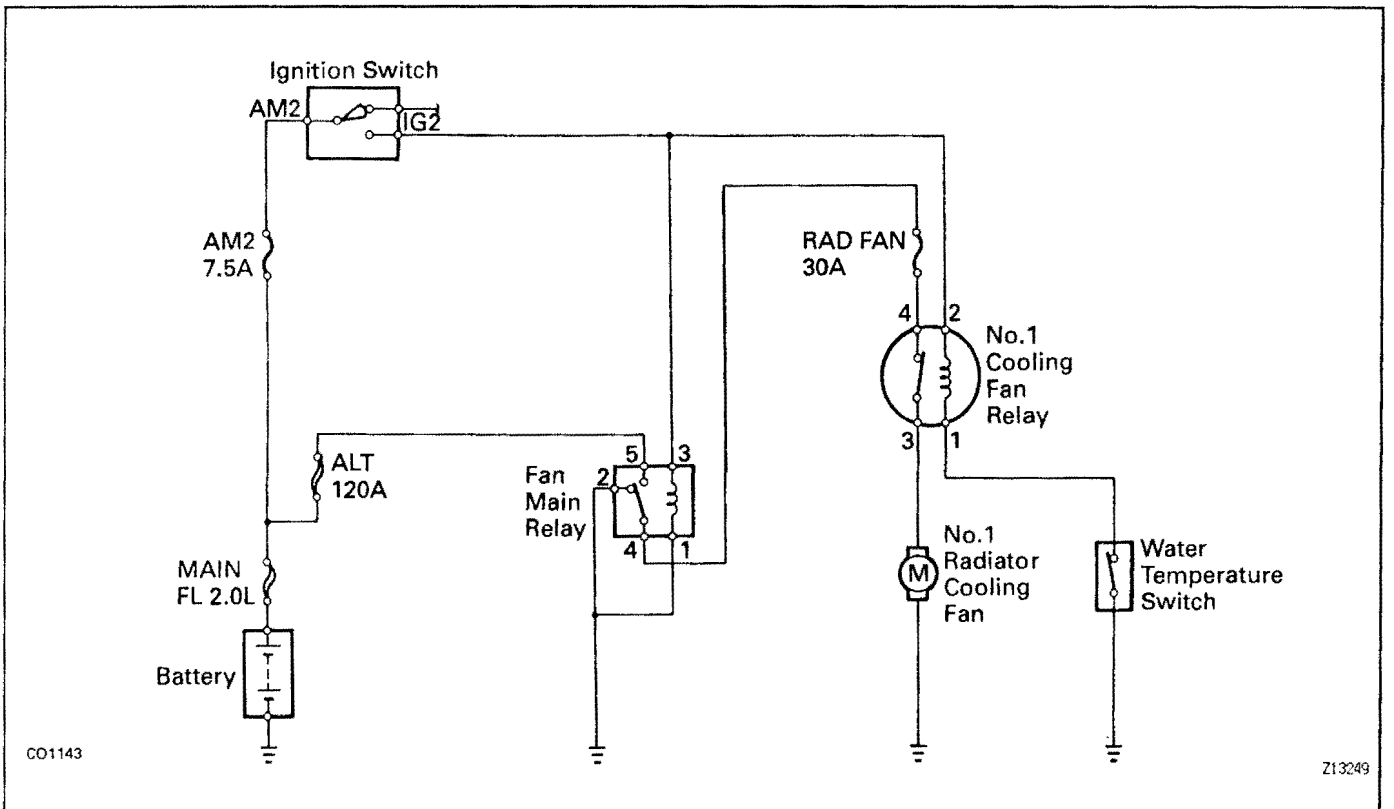 Ignition Switch
AM2
IG2
AM2
7.5A
RAD FAN
30A
4
2
No.1
Cooling
Fan
Relay
3
1
ALT
120A
5
3
2
Fan
Main
Relay
4
1
MAIN
FL 2.0L
No.1
Radiator
Cooling
Fan
M
Water
Temperature
Switch
Battery
CO1143
Z13249